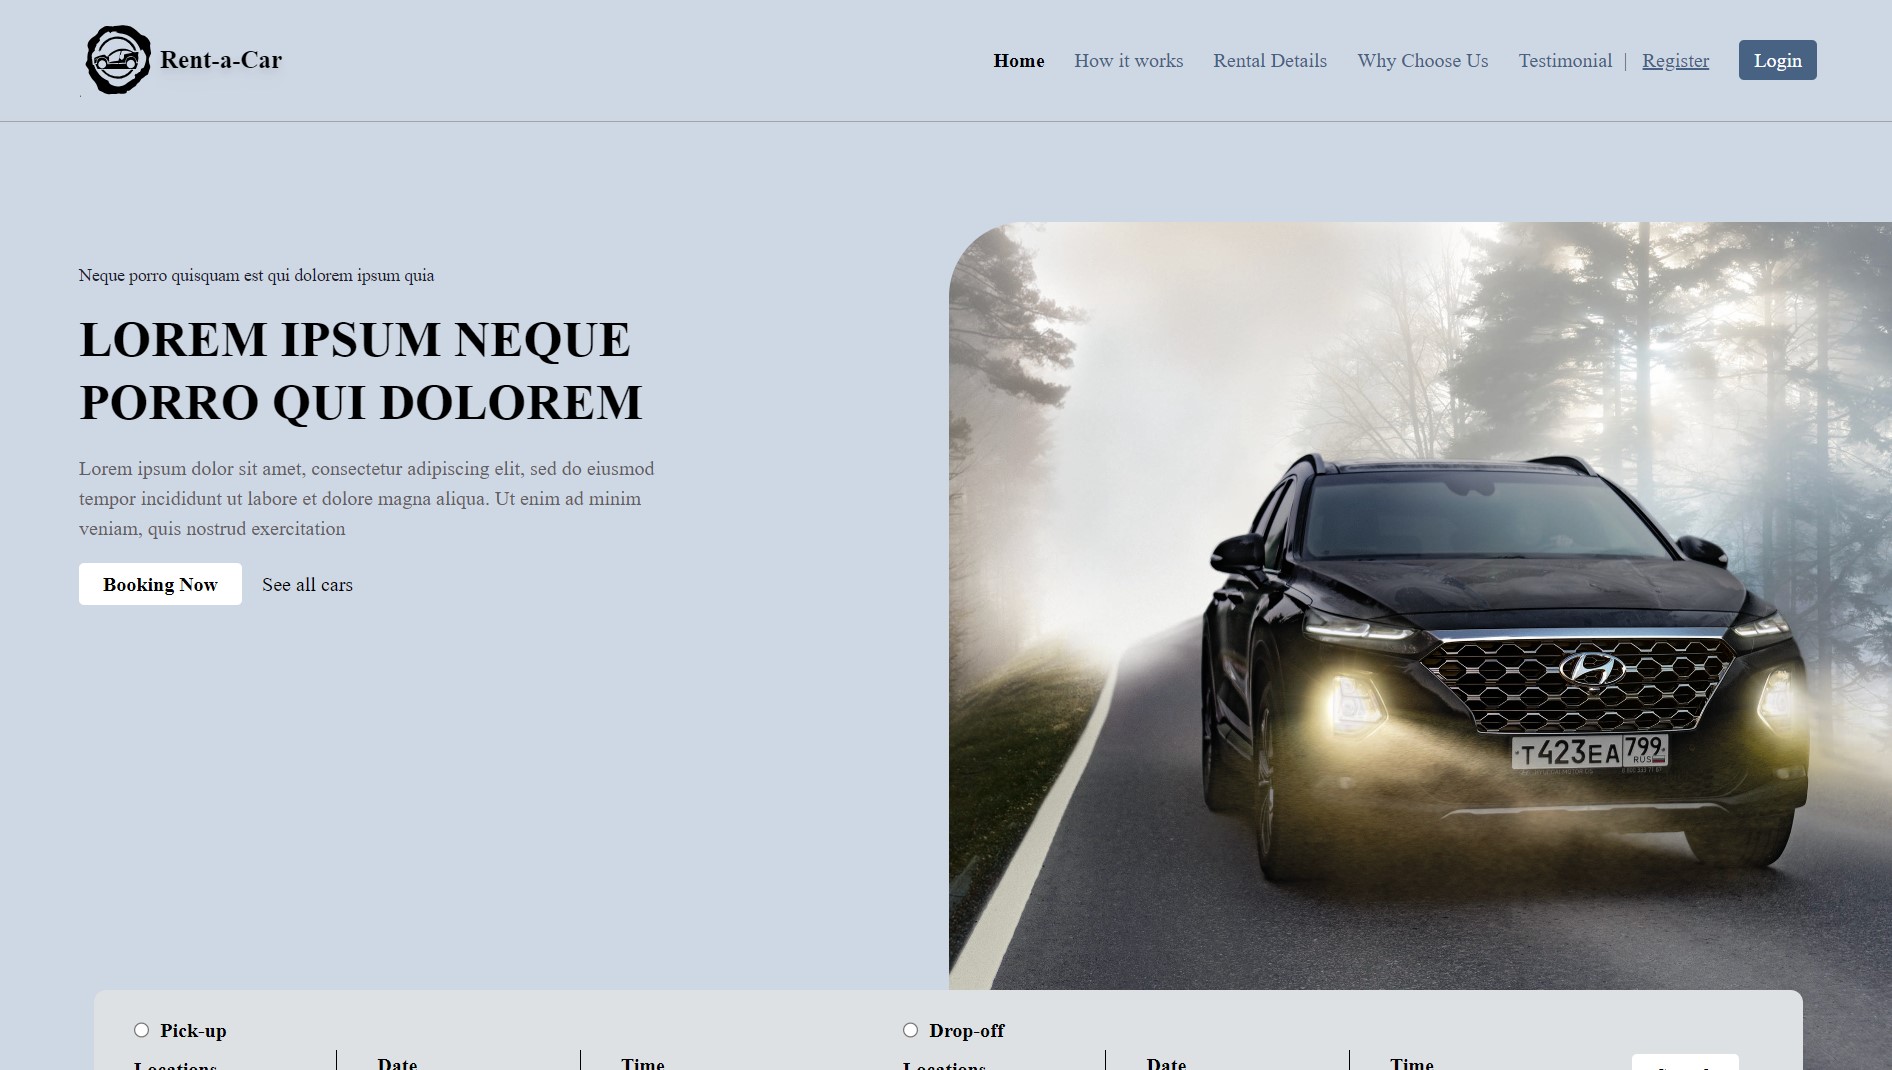 Rent-a-Car
Home How it works Rental Details Why Choose Us Testimonial | Register Login
Neque porro quisquam est qui dolorem ipsum quia
LOREM IPSUM NEQUE
PORRO QUI DOLOREM
Lorem ipsum dolor sit amet, consectetur adipiscing elit, sed do eiusmod
tempor incididunt ut labore et dolore magna aliqua. Ut enim ad minim
veniam, quis nostrud exercitation
Booking Now See all cars
T423EA 799
RUS
Pick-up Drop-off
Locations Date Time Locations Date Time